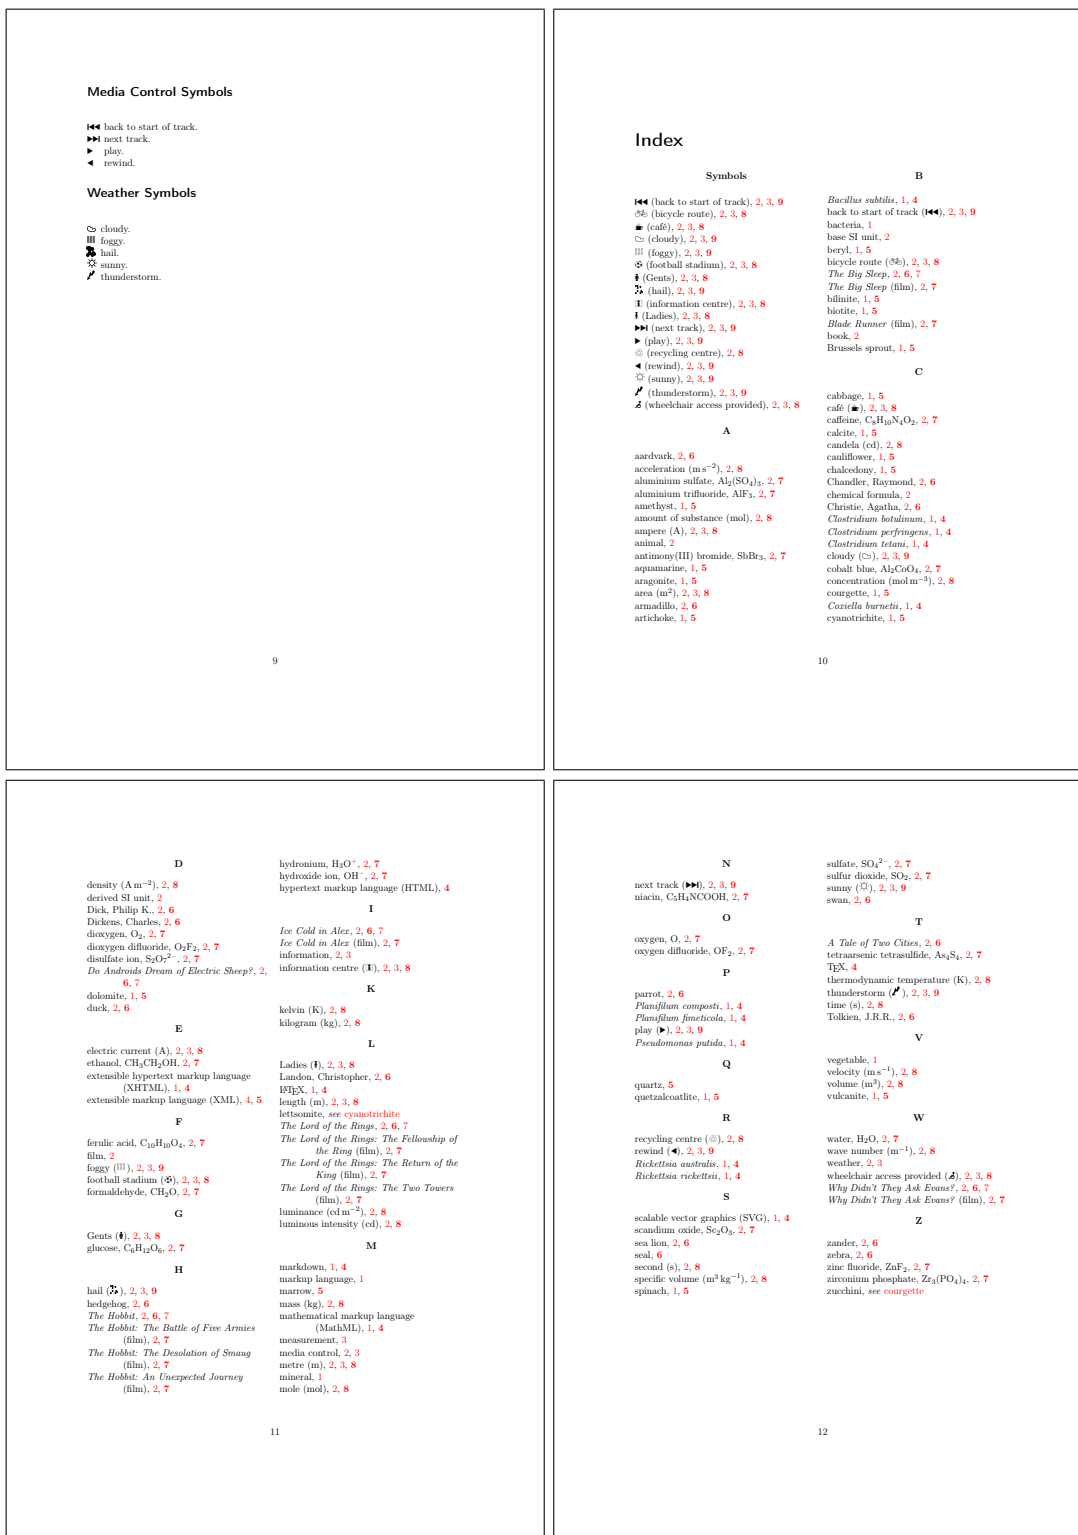 Media Control Symbols
back to start of track.
next track.
play.
rewind.
Weather Symbols
cloudy.
foggy.
hail.
sunny.
thunderstorm.
9
Index
Symbols
⏮ (back to start of track), 2, 3, 9
(bicycle route), 2, 3, 8
(café), 2, 3, 8
(cloudy), 2, 3, 9
(foggy), 2, 3, 9
(football stadium), 2, 3, 8
(Gents), 2, 3, 8
(hail), 2, 3, 9
(information centre), 2, 3, 8
(Ladies), 2, 3, 8
(next track), 2, 3, 9
(play), 2, 3, 9
(recycling centre), 2, 8
(rewind), 2, 3, 9
(sunny), 2, 3, 9
(thunderstorm), 2, 3, 9
(wheelchair access provided), 2, 3, 8
A
aardvark, 2, 6
acceleration (m s⁻²), 2, 8
aluminium sulfate, Al₂(SO₄)₃, 2, 7
aluminium trifluoride, AlF₃, 2, 7
amethyst, 1, 5
amount of substance (mol), 2, 8
ampere (A), 2, 3, 8
animal, 2
antimony(III) bromide, SbBr₃, 2, 7
aquamarine, 1, 5
aragonite, 1, 5
area (m²), 2, 3, 8
armadillo, 2, 6
artichoke, 1, 5
B
Bacillus subtilis, 1, 4
back to start of track (⏮), 2, 3, 9
bacteria, 1
base SI unit, 2
beryl, 1, 5
bicycle route (), 2, 3, 8
The Big Sleep, 2, 6, 7
The Big Sleep (film), 2, 7
bilinite, 1, 5
biotite, 1, 5
Blade Runner (film), 2, 7
book, 2
Brussels sprout, 1, 5
C
cabbage, 1, 5
café (), 2, 3, 8
caffeine, C₈H₁₀N₄O₂, 2, 7
calcite, 1, 5
candela (cd), 2, 8
cauliflower, 1, 5
chalcedony, 1, 5
Chandler, Raymond, 2, 6
chemical formula, 2
Christie, Agatha, 2, 6
Clostridium botulinum, 1, 4
Clostridium perfringens, 1, 4
Clostridium tetani, 1, 4
cloudy (), 2, 3, 9
cobalt blue, Al₂CoO₄, 2, 7
concentration (mol m⁻³), 2, 8
courgette, 1, 5
Coxiella burnetii, 1, 4
cyanotrichite, 1, 5
10
D
density (A m⁻²), 2, 8
derived SI unit, 2
Dick, Philip K., 2, 6
Dickens, Charles, 2, 6
dioxygen, O₂, 2, 7
dioxygen difluoride, O₂F₂, 2, 7
disulfate ion, S₂O₇²⁻, 2, 7
Do Androids Dream of Electric Sheep?, 2,
6, 7
dolomite, 1, 5
duck, 2, 6
E
electric current (A), 2, 3, 8
ethanol, CH₃CH₂OH, 2, 7
extensible hypertext markup language
(XHTML), 1, 4
extensible markup language (XML), 4, 5
F
ferulic acid, C₁₀H₁₀O₄, 2, 7
film, 2
foggy (), 2, 3, 9
football stadium (), 2, 3, 8
formaldehyde, CH₂O, 2, 7
G
Gents (), 2, 3, 8
glucose, C₆H₁₂O₆, 2, 7
H
hail (), 2, 3, 9
hedgehog, 2, 6
The Hobbit, 2, 6, 7
The Hobbit: The Battle of Five Armies
(film), 2, 7
The Hobbit: The Desolation of Smaug
(film), 2, 7
The Hobbit: An Unexpected Journey
(film), 2, 7
hydronium, H₃O⁺, 2, 7
hydroxide ion, OH⁻, 2, 7
hypertext markup language (HTML), 4
I
Ice Cold in Alex, 2, 6, 7
Ice Cold in Alex (film), 2, 7
information, 2, 3
information centre (), 2, 3, 8
K
kelvin (K), 2, 8
kilogram (kg), 2, 8
L
Ladies (), 2, 3, 8
Landon, Christopher, 2, 6
LATEX, 1, 4
length (m), 2, 3, 8
lettsomite, see cyanotrichite
The Lord of the Rings, 2, 6, 7
The Lord of the Rings: The Fellowship of
the Ring (film), 2, 7
The Lord of the Rings: The Return of the
King (film), 2, 7
The Lord of the Rings: The Two Towers
(film), 2, 7
luminance (cd m⁻²), 2, 8
luminous intensity (cd), 2, 8
M
markdown, 1, 4
markup language, 1
marrow, 5
mass (kg), 2, 8
mathematical markup language
(MathML), 1, 4
measurement, 3
media control, 2, 3
metre (m), 2, 3, 8
mineral, 1
mole (mol), 2, 8
11
N
next track (), 2, 3, 9
niacin, C₅H₄NCOOH, 2, 7
O
oxygen, O, 2, 7
oxygen difluoride, OF₂, 2, 7
P
parrot, 2, 6
Planifilum composti, 1, 4
Planifilum fimeticola, 1, 4
play (), 2, 3, 9
Pseudomonas putida, 1, 4
Q
quartz, 5
quetzalcoatlite, 1, 5
R
recycling centre (), 2, 8
rewind (), 2, 3, 9
Rickettsia australis, 1, 4
Rickettsia rickettsii, 1, 4
S
scalable vector graphics (SVG), 1, 4
scandium oxide, Sc₂O₃, 2, 7
sea lion, 2, 6
seal, 6
second (s), 2, 8
specific volume (m³ kg⁻¹), 2, 8
spinach, 1, 5
sulfate, SO₄²⁻, 2, 7
sulfur dioxide, SO₂, 2, 7
sunny (), 2, 3, 9
swan, 2, 6
T
A Tale of Two Cities, 2, 6
tetraarsenic tetrasulfide, As₄S₄, 2, 7
TEX, 4
thermodynamic temperature (K), 2, 8
thunderstorm (), 2, 3, 9
time (s), 2, 8
Tolkien, J.R.R., 2, 6
V
vegetable, 1
velocity (m s⁻¹), 2, 8
volume (m³), 2, 8
vulcanite, 1, 5
W
water, H₂O, 2, 7
wave number (m⁻¹), 2, 8
weather, 2, 3
wheelchair access provided (), 2, 3, 8
Why Didn't They Ask Evans?, 2, 6, 7
Why Didn't They Ask Evans? (film), 2, 7
Z
zander, 2, 6
zebra, 2, 6
zinc fluoride, ZnF₂, 2, 7
zirconium phosphate, Zr₃(PO₄)₄, 2, 7
zucchini, see courgette
12